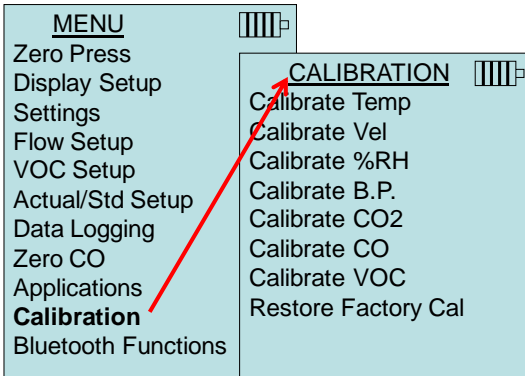 MENU
Zero Press
Display Setup
Settings
Flow Setup
VOC Setup
Actual/Std Setup
Data Logging
Zero CO
Applications
Calibration
Bluetooth Functions
CALIBRATION
Calibrate Temp
Calibrate Vel
Calibrate %RH
Calibrate B.P.
Calibrate CO2
Calibrate CO
Calibrate VOC
Restore Factory Cal